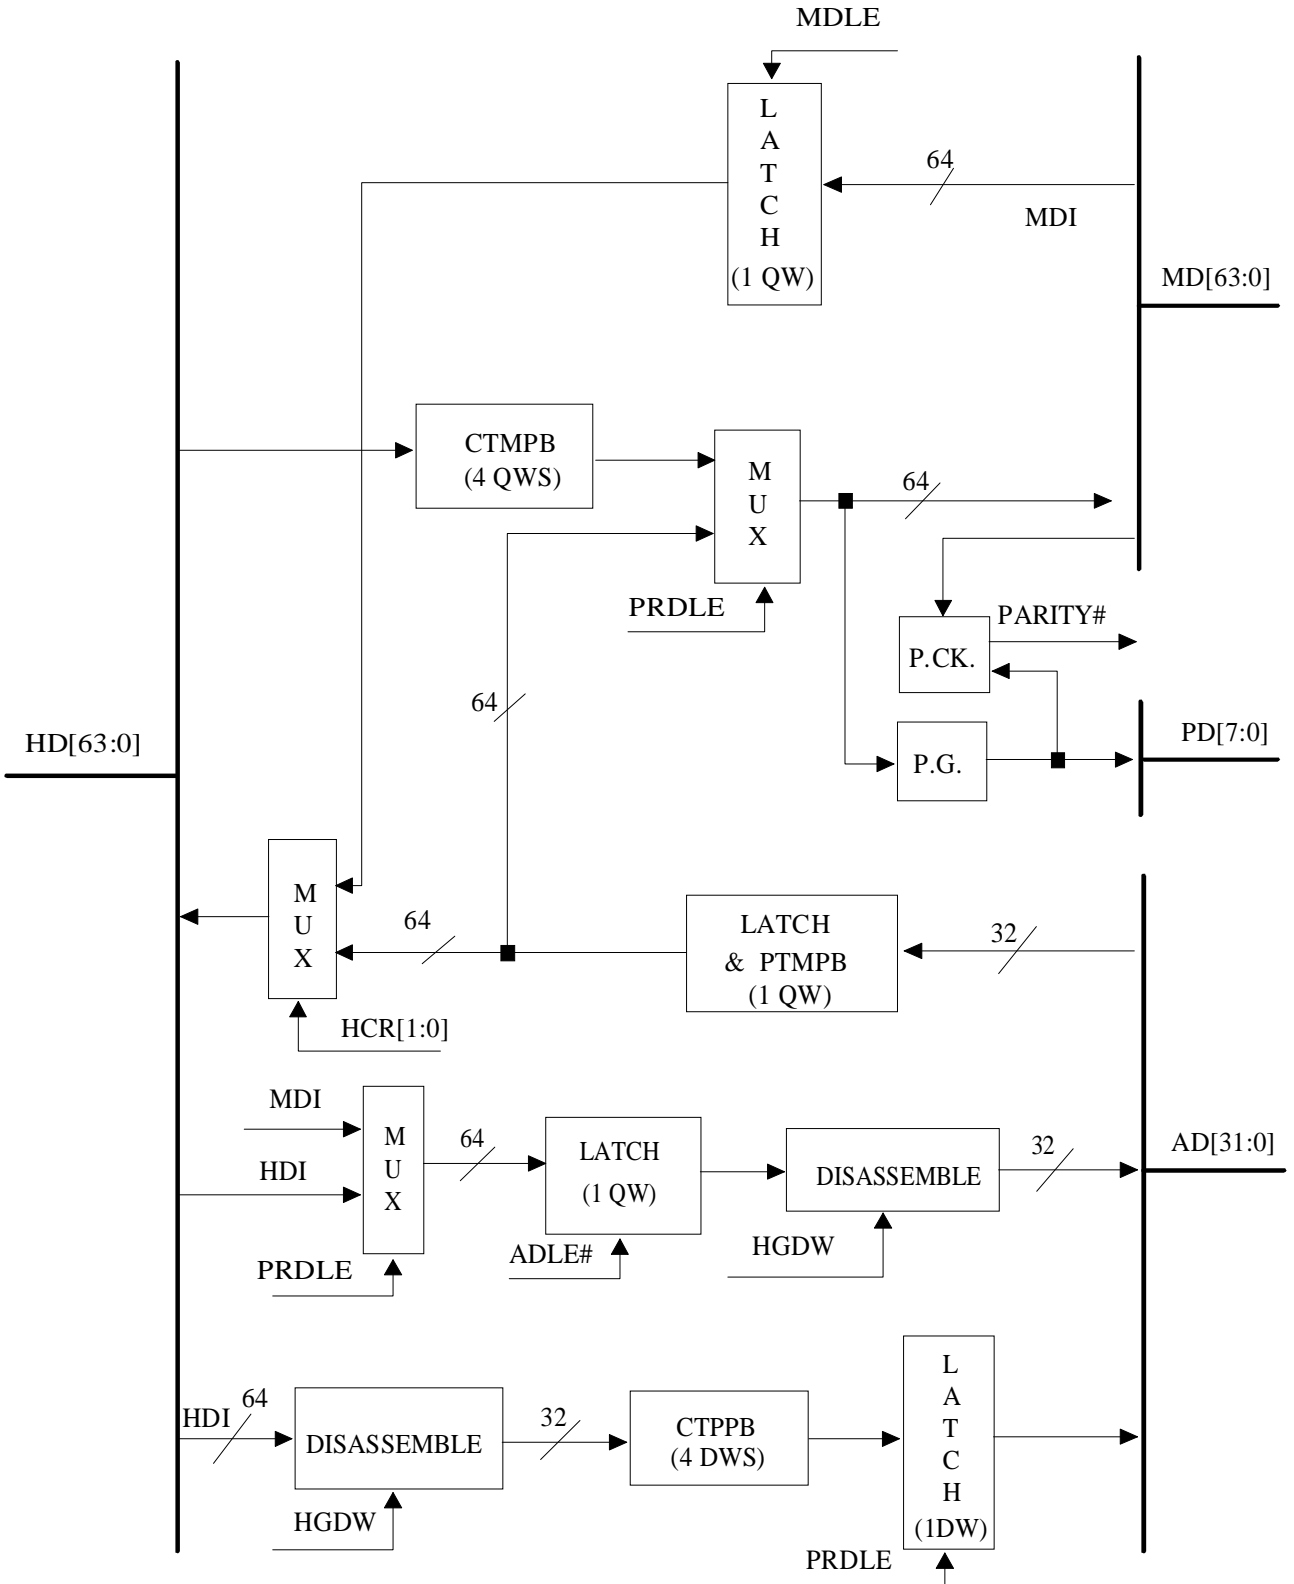 MDLE
L
A
T
C
H
(1 QW)
64
MDI
MD[63:0]
CTMPB
(4 QWS)
M
U
X
64
PRDLE
PARITY#
P.CK.
64
HD[63:0]
P.G.
PD[7:0]
M
U
X
64
LATCH
& PTMPB
(1 QW)
32
HCR[1:0]
MDI
HDI
M
U
X
64
LATCH
(1 QW)
DISASSEMBLE
32
AD[31:0]
PRDLE
ADLE#
HGDW
HDI
64
DISASSEMBLE
32
CTPPB
(4 DWS)
L
A
T
C
H
(1DW)
HGDW
PRDLE